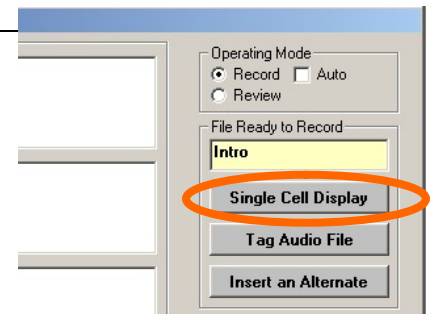 Operating Mode
Record Auto
Review
File Ready to Record
Intro
Single Cell Display
Tag Audio File
Insert an Alternate